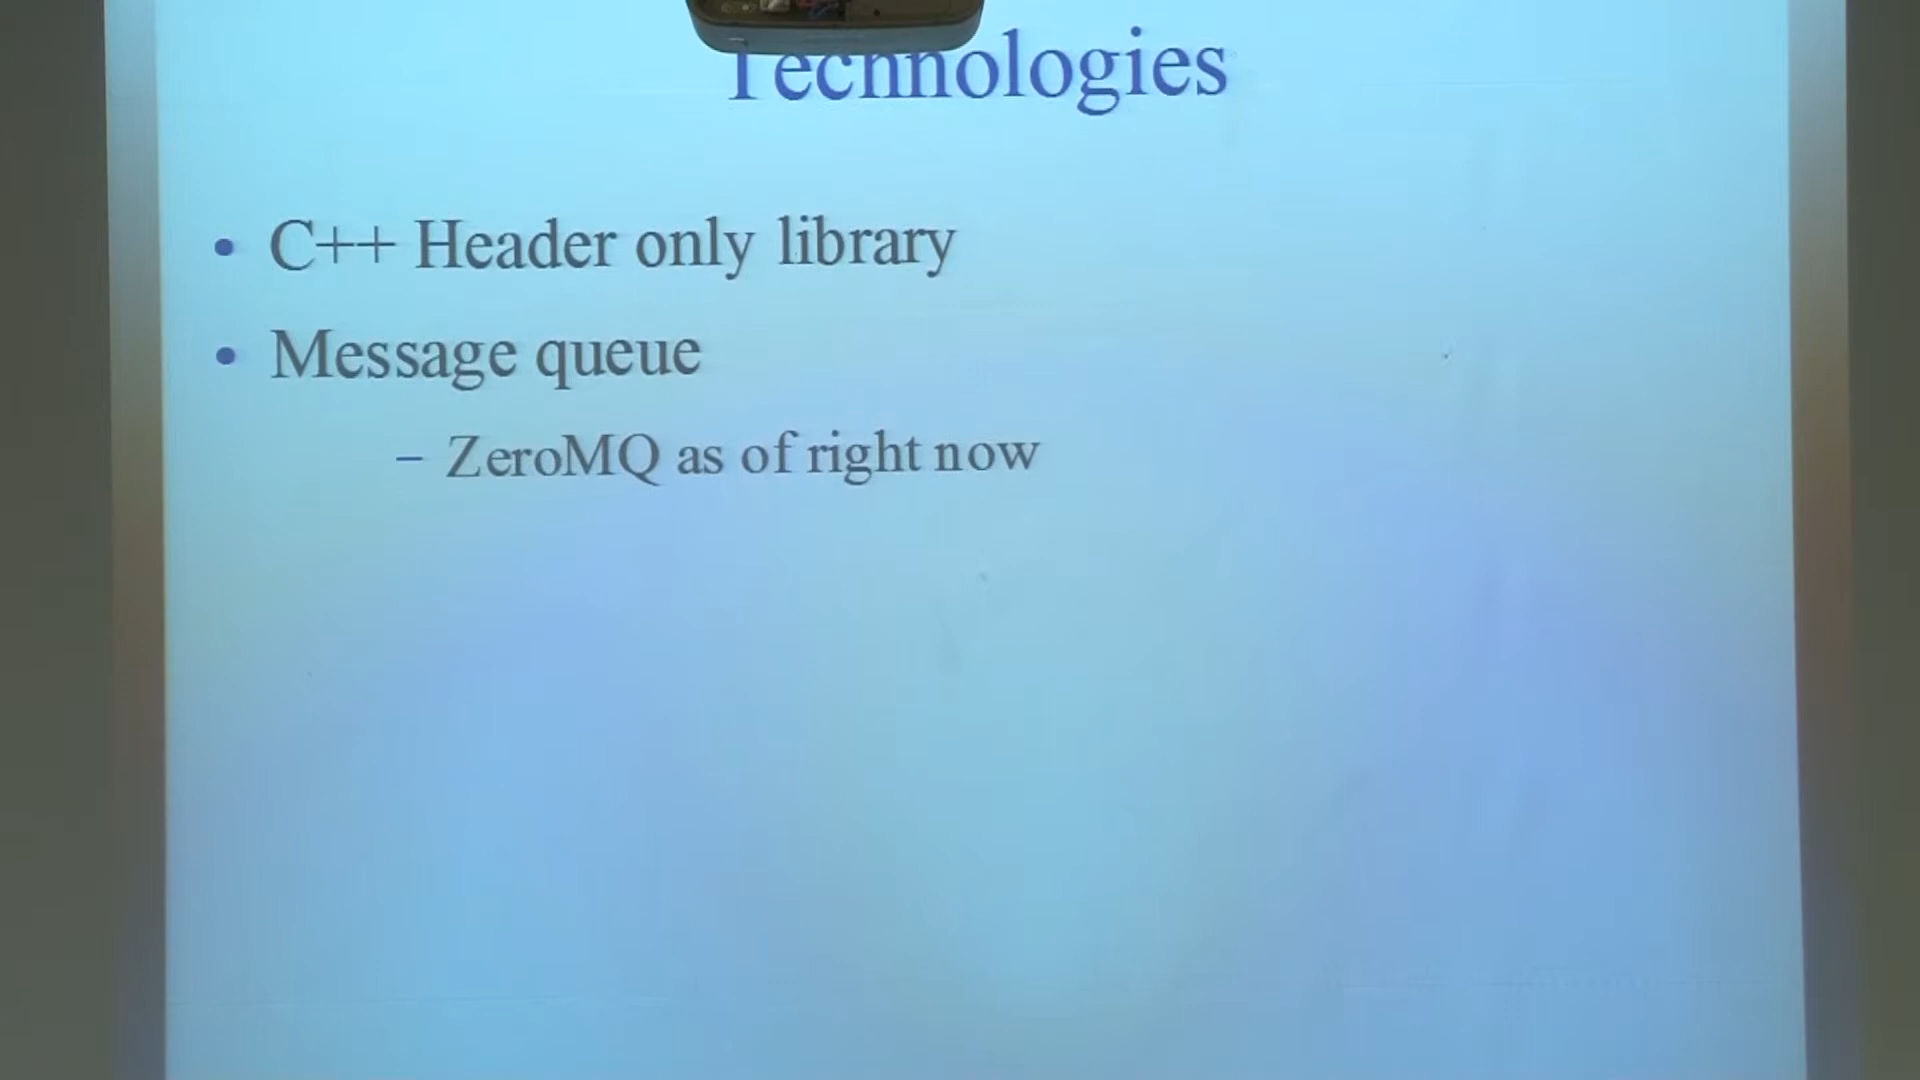 Technologies
• C++ Header only library
• Message queue
– ZeroMQ as of right now